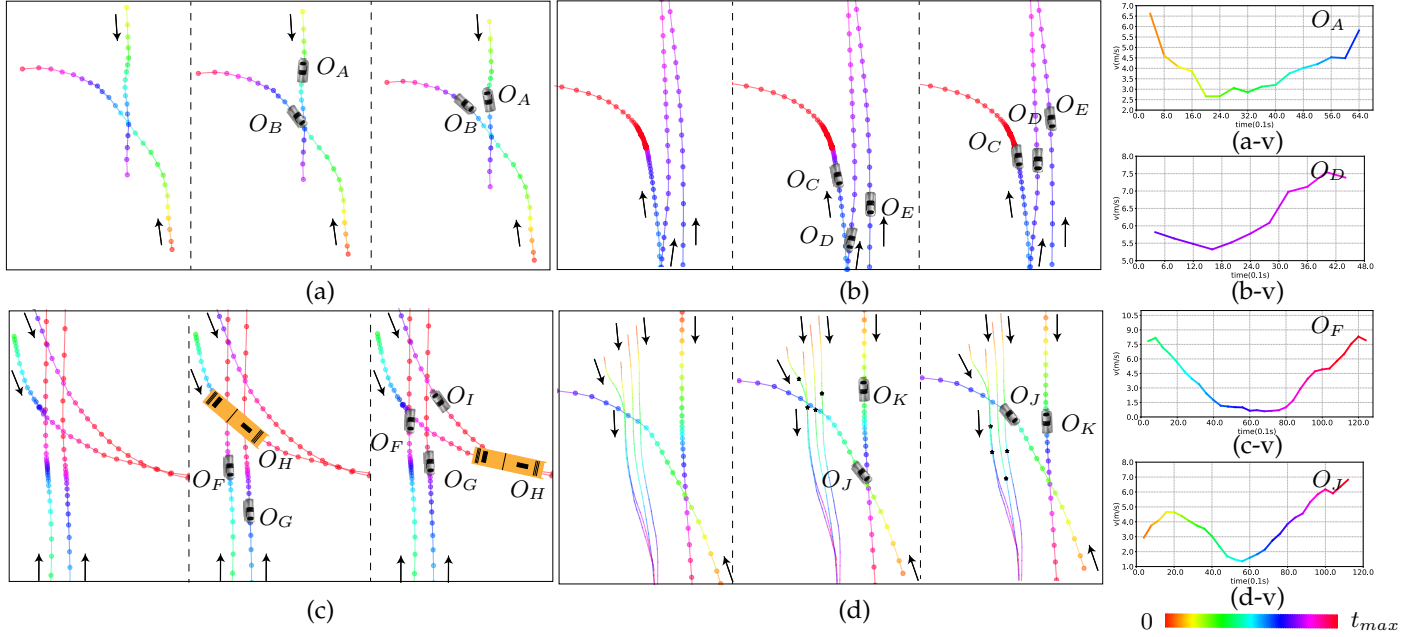 O_A
O_B
O_A
O_B
(a)
O_C
O_D
O_E
O_C
O_D
O_E
(b)
O_A
v(m/s)
7.0
6.5
6.0
5.5
5.0
4.5
4.0
3.5
3.0
2.5
2.0
0.0 8.0 16.0 24.0 32.0 40.0 48.0 56.0 64.0
time(0.1s)
(a-v)
O_D
v(m/s)
8.0
7.5
7.0
6.5
6.0
5.5
5.0
0.0 6.0 12.0 18.0 24.0 30.0 36.0 42.0 48.0
time(0.1s)
(b-v)
O_F
O_H
O_G
O_I
O_F
O_G
O_H
(c)
O_K
O_J
O_J
O_K
(d)
O_F
v(m/s)
10.5
9.0
7.5
6.0
4.5
3.0
1.5
0.0
0.0 20.0 40.0 60.0 80.0 100.0 120.0
time(0.1s)
(c-v)
O_J
v(m/s)
8.0
7.0
6.0
5.0
4.0
3.0
2.0
1.0
0.0 20.0 40.0 60.0 80.0 100.0 120.0
time(0.1s)
(d-v)
0 t_max